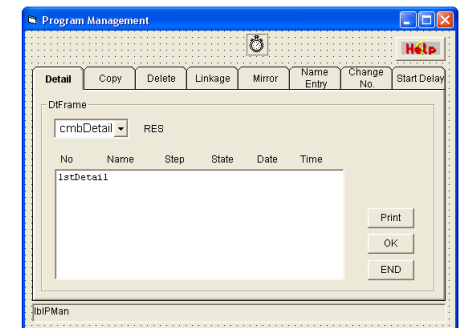 Program Management
Help
Detail Copy Delete Linkage Mirror Name Entry Change No. Start Delay
DtFrame
cmbDetail RES
No Name Step State Date Time
lstDetail
Print
OK
END
lblPMan